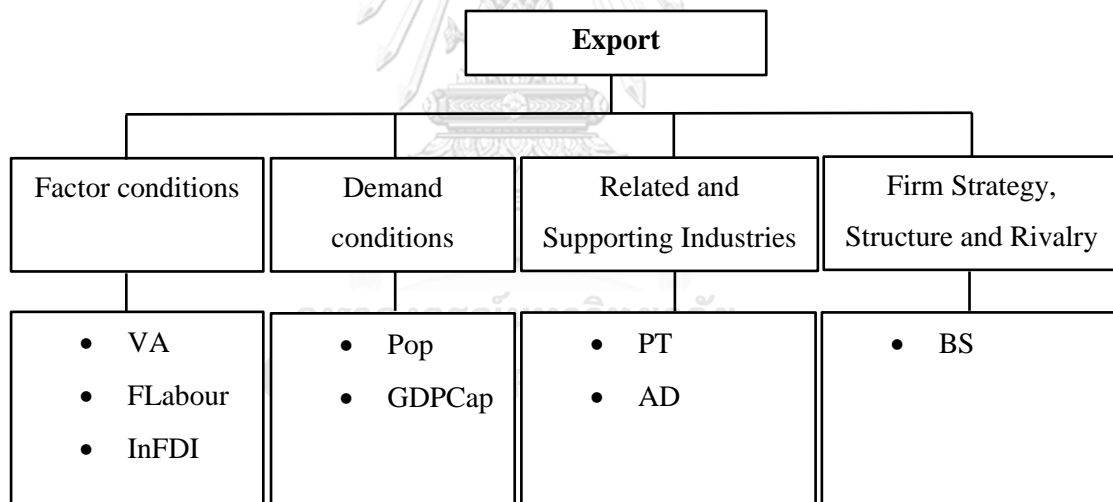 Export
Factor conditions
Demand
conditions
Related and
Supporting Industries
Firm Strategy,
Structure and Rivalry
• VA
• FLabour
• InFDI
• Pop
• GDPCap
• PT
• AD
• BS